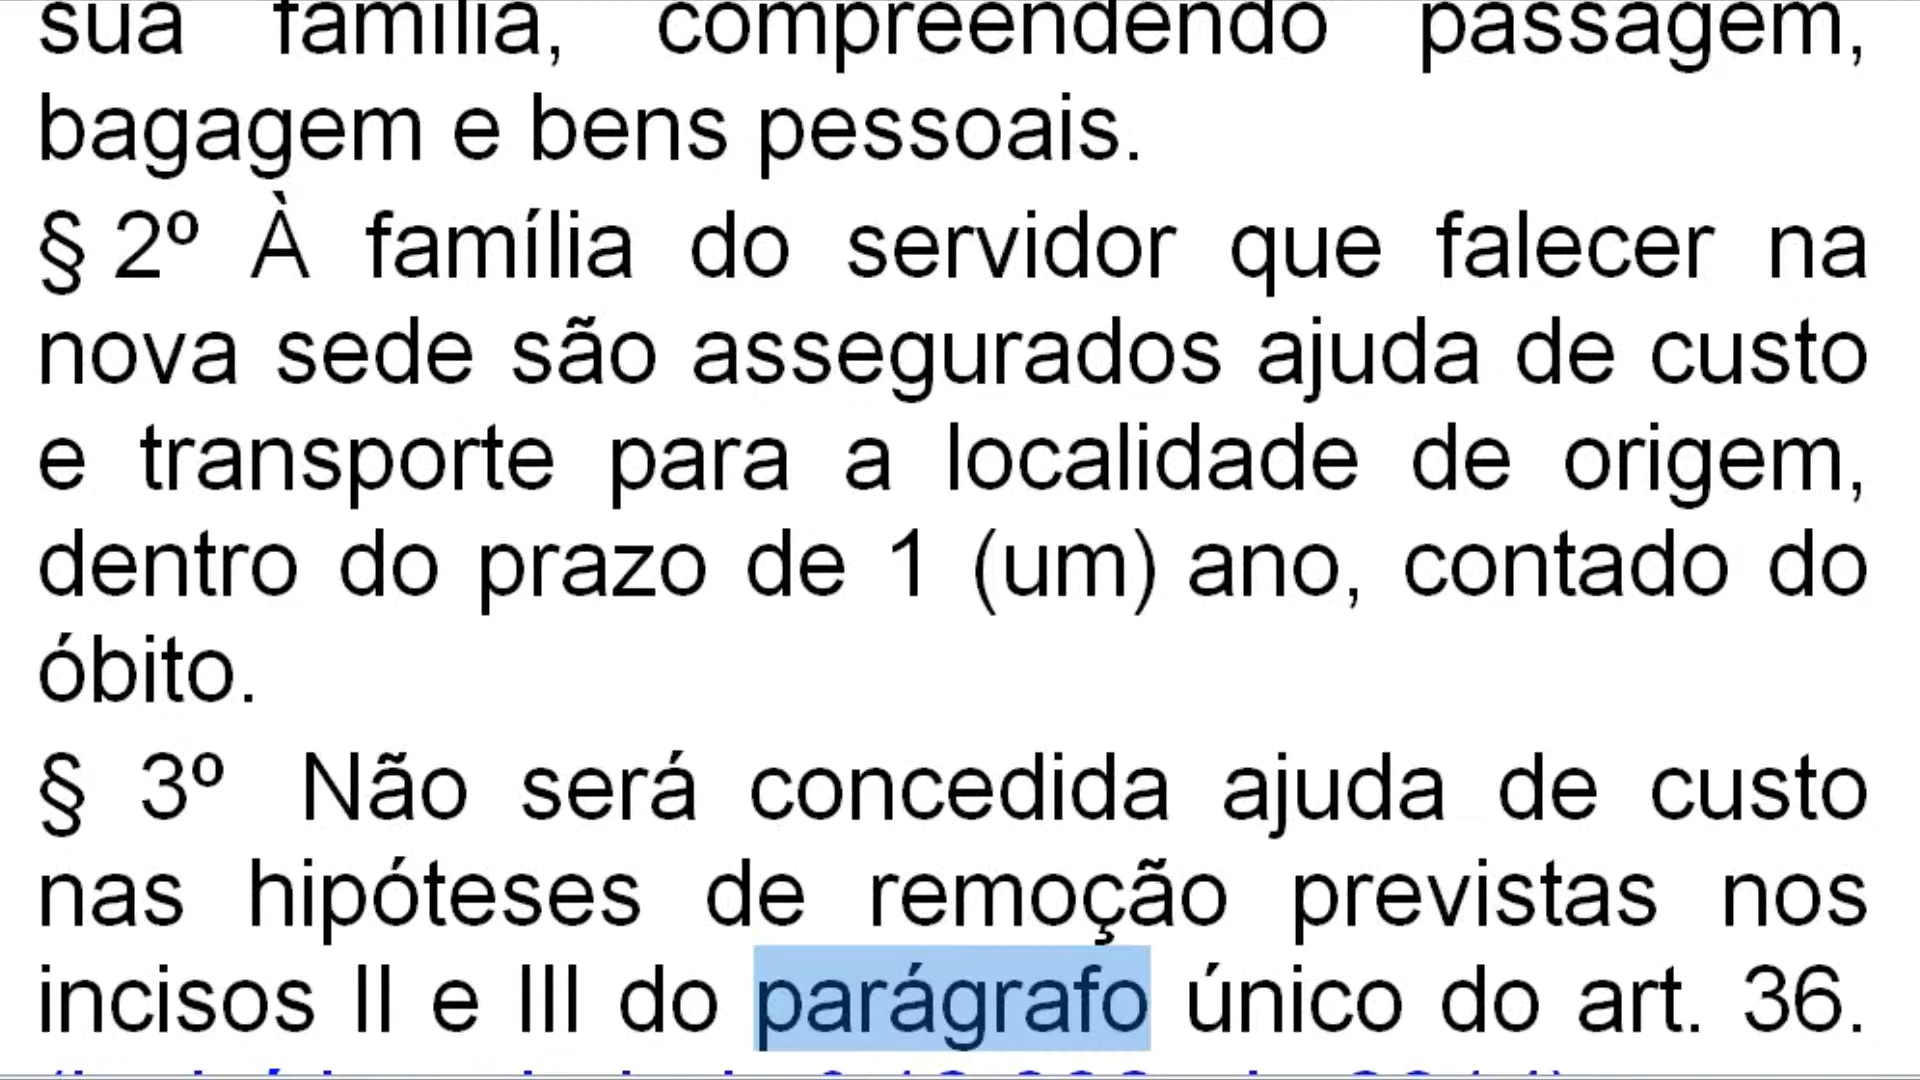 sua família, compreendendo passagem,
bagagem e bens pessoais.
§ 2º À família do servidor que falecer na
nova sede são assegurados ajuda de custo
e transporte para a localidade de origem,
dentro do prazo de 1 (um) ano, contado do
óbito.
§ 3º Não será concedida ajuda de custo
nas hipóteses de remoção previstas nos
incisos II e III do parágrafo único do art. 36.